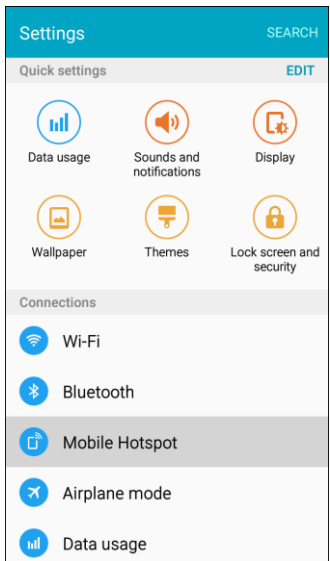 Settings
SEARCH
Quick settings
EDIT
Data usage
Sounds and
notifications
Display
Wallpaper
Themes
Lock screen and
security
Connections
Wi-Fi
Bluetooth
Mobile Hotspot
Airplane mode
Data usage